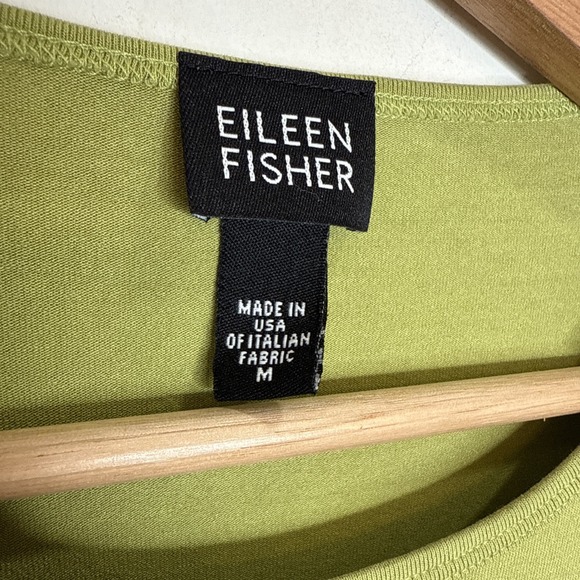 EILEEN
FISHER
MADE IN
USA
OF ITALIAN
FABRIC
M